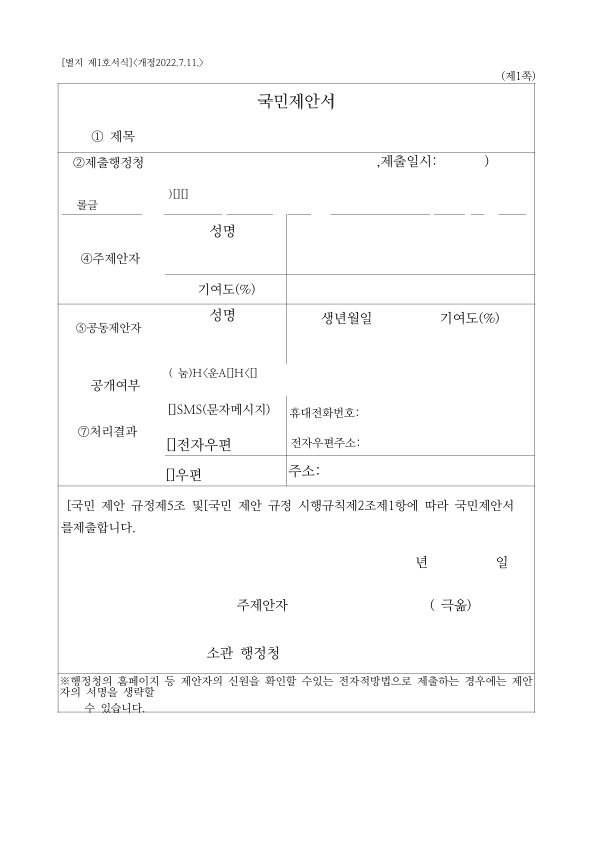 [별지 제1호서식]<개정2022.7.11.>
(제1쪽)
국민제안서
① 제목
②제출행정청 ,제출일시: )
)[][]
롤글
성명
④주제안자
기여도(%)
성명 생년월일 기여도(%)
⑤공동제안자
( 눔)H<운A[]H<[]
공개여부
[]SMS(문자메시지) 휴대전화번호:
⑦처리결과
[]전자우편 전자우편주소:
[]우편 주소:
[국민 제안 규정제5조 및[국민 제안 규정 시행규칙제2조제1항에 따라 국민제안서
를제출합니다.
년 일
주제안자 ( 극옮)
소관 행정청
※행정청의 홈페이지 등 제안자의 신원을 확인할 수있는 전자적방법으로 제출하는 경우에는 제안
자의 서명을 생략할
수 있습니다.